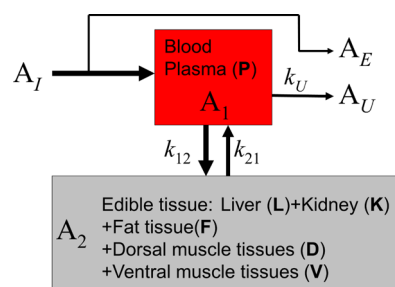 A_E
Blood
Plasma (P)
A_I
k_U
A_U
A_1
k_12
k_21
Edible tissue: Liver (L)+Kidney (K)
A_2
+Fat tissue(F)
+Dorsal muscle tissues (D)
+Ventral muscle tissues (V)